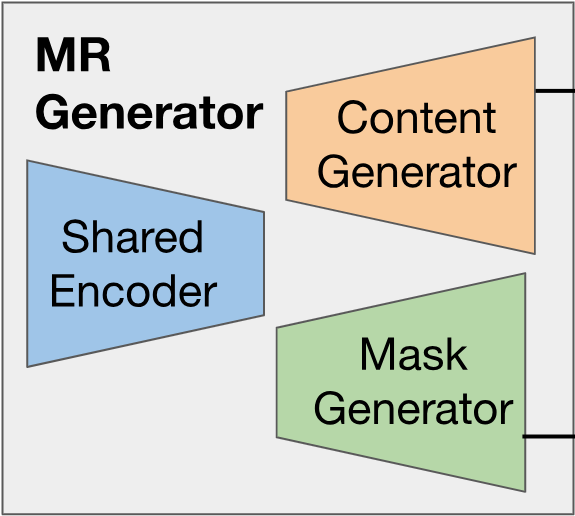 MR
Generator
Content
Generator
Shared
Encoder
Mask
Generator